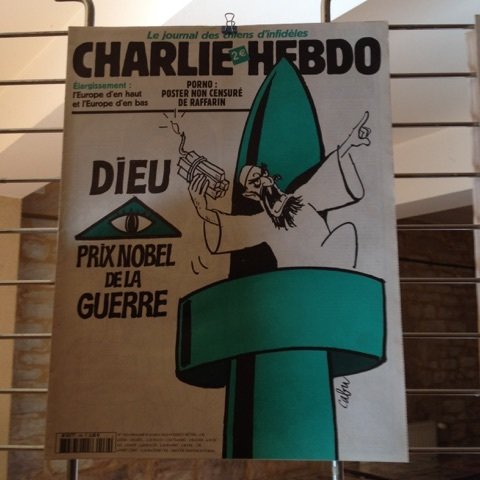 Le journal des chiens d'infidèles
CHARLIE HEBDO
2€
Élargissement :
l'Europe d'en haut
et l'Europe d'en bas
PORNO :
POSTER NON CENSURÉ
DE RAFFARIN
DIEU
PRIX NOBEL
DE LA
GUERRE
cabu